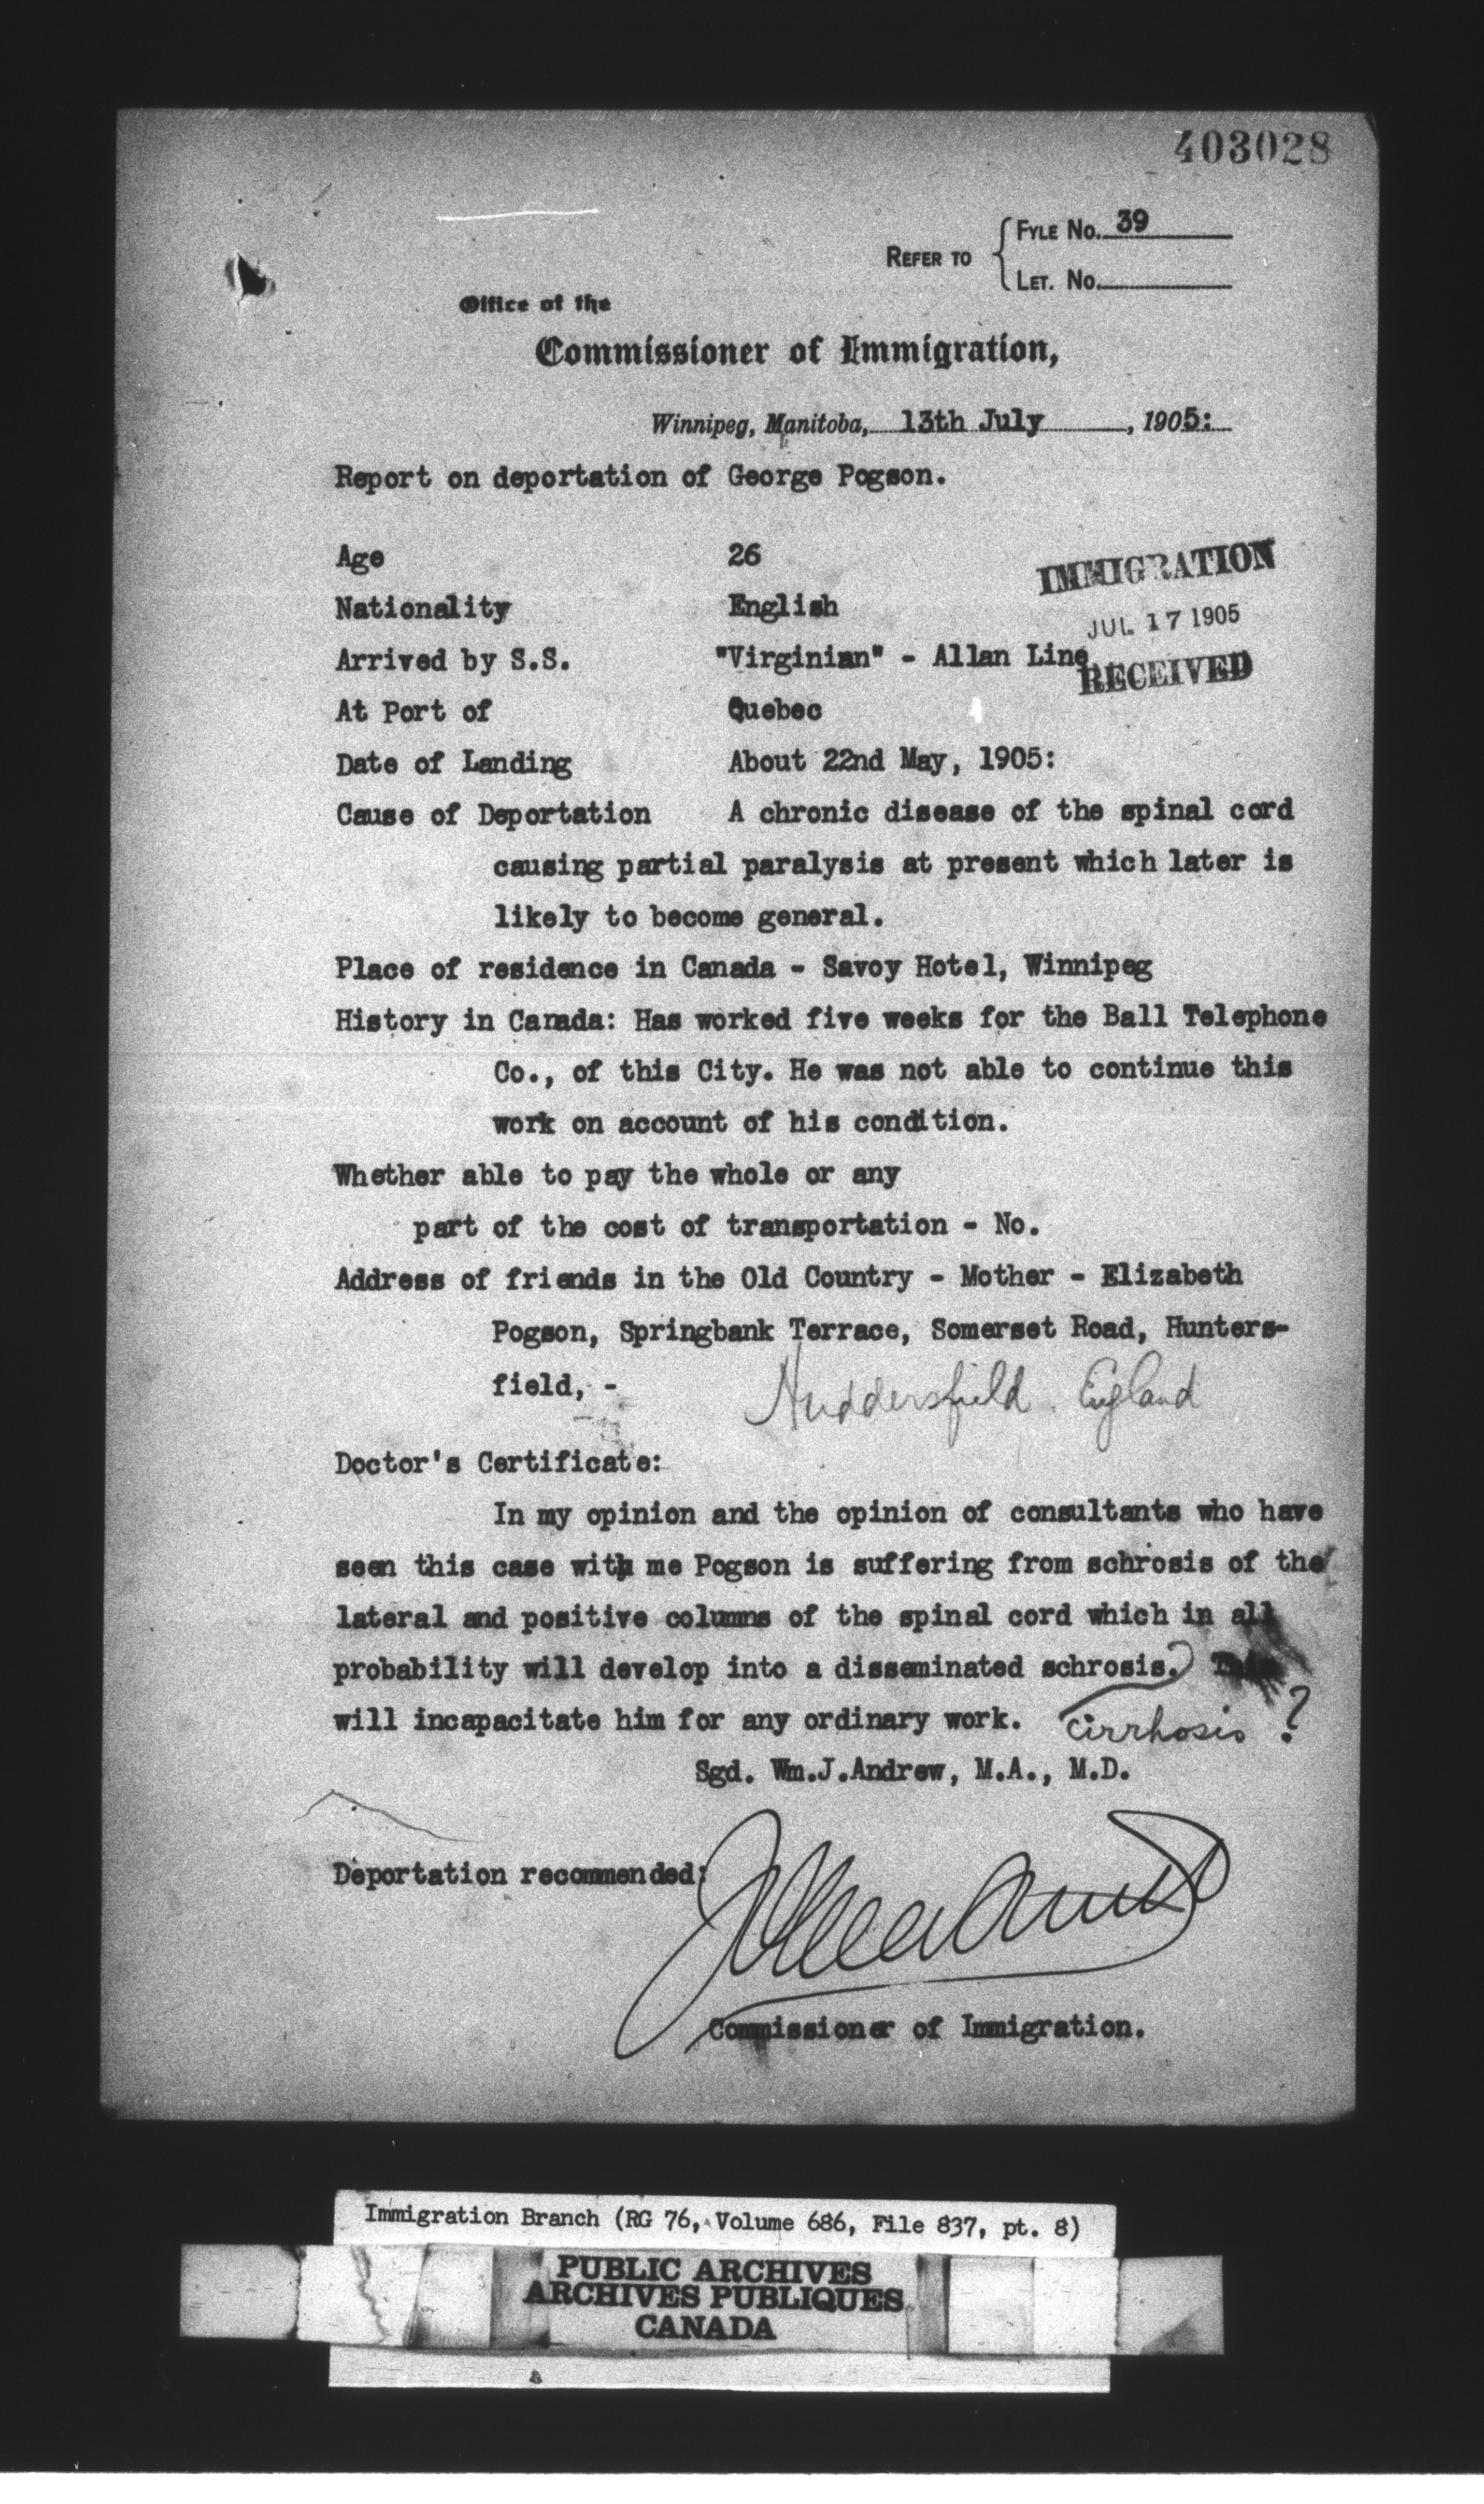 403028
REFER TO
FYLE No. 39
LET. No.
Office of the
Commissioner of Immigration,
Winnipeg, Manitoba, 13th July, 1905:
Report on deportation of George Pogson.
Age 26
Nationality English
IMMIGRATION
JUL 17 1905
RECEIVED
Arrived by S.S. "Virginian" - Allan Line
At Port of Quebec
Date of Landing About 22nd May, 1905:
Cause of Deportation A chronic disease of the spinal cord
causing partial paralysis at present which later is
likely to become general.
Place of residence in Canada - Savoy Hotel, Winnipeg
History in Canada: Has worked five weeks for the Ball Telephone
Co., of this City. He was not able to continue this
work on account of his condition.
Whether able to pay the whole or any
part of the cost of transportation - No.
Address of friends in the Old Country - Mother - Elizabeth
Pogson, Springbank Terrace, Somerset Road, Hunters-
field, - Huddersfield. England
Doctor's Certificate:
In my opinion and the opinion of consultants who have
seen this case with me Pogson is suffering from schrosis of the
lateral and positive columns of the spinal cord which in all
probability will develop into a disseminated schrosis. This
will incapacitate him for any ordinary work. cirrhosis ?
Sgd. Wm.J.Andrew, M.A., M.D.
Deportation recommended:
Commissioner of Immigration.
Immigration Branch (RG 76, Volume 686, File 837, pt. 8)
PUBLIC ARCHIVES
ARCHIVES PUBLIQUES
CANADA